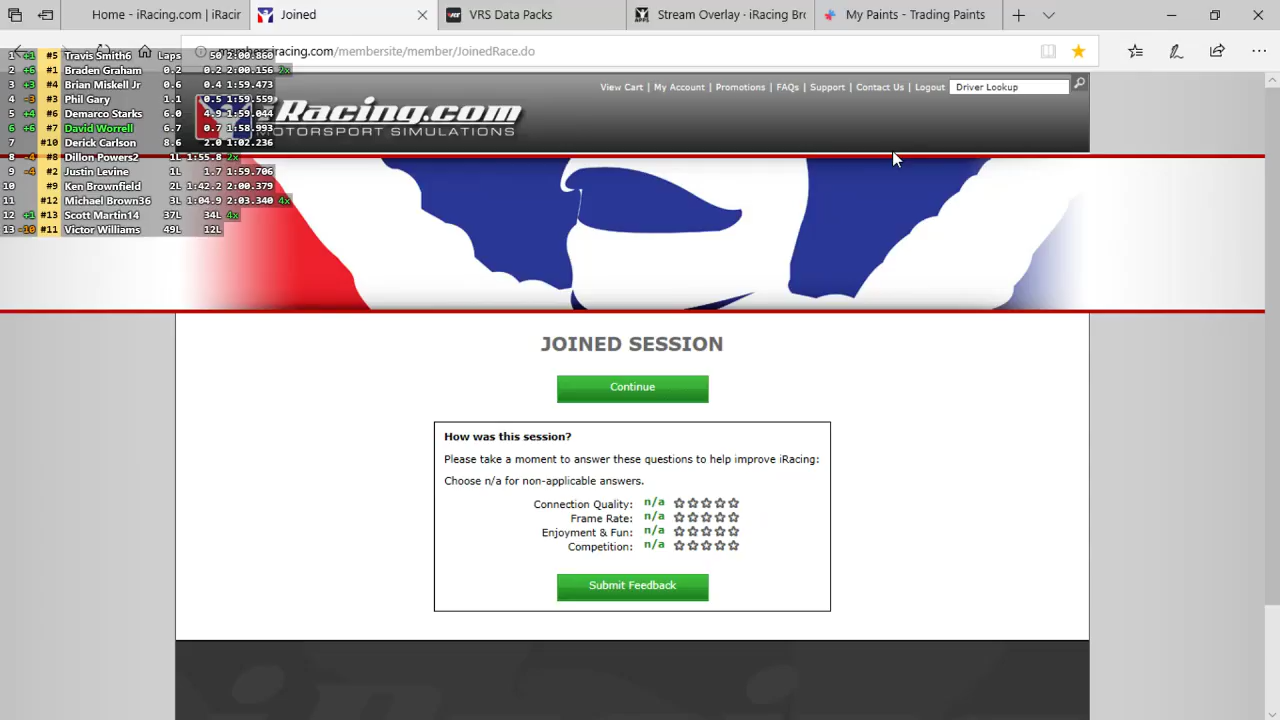 Home - iRacing.com | iRacir
Joined
VRS Data Packs
Stream Overlay - iRacing Bro
My Paints - Trading Paints
membersiracing.com/membersite/member/JoinedRace.do
1 +1 #5 Travis Smith6 Laps 50 2:00.860
2 +6 #1 Braden Graham 0.2 0.2 2:00.156 2x
3 +3 #4 Brian Miskell Jr 0.6 0.4 1:59.473
4 -3 #3 Phil Gary 1.1 0.5 1:59.559
5 +4 #6 Demarco Starks 6.0 4.9 1:59.044
6 +6 #7 David Worrell 6.7 0.7 1:58.993
7 #10 Derick Carlson 8.6 2.0 1:02.236
8 -4 #8 Dillon Powers2 1L 1:55.8 2x
9 -4 #2 Justin Levine 1L 1.7 1:59.706
10 #9 Ken Brownfield 2L 1:42.2 2:00.379
11 #12 Michael Brown36 3L 1:04.9 2:03.340 4x
12 +1 #13 Scott Martin14 37L 34L 4x
13 -10 #11 Victor Williams 49L 12L
View Cart | My Account | Promotions | FAQs | Support | Contact Us | Logout
Driver Lookup
iRacing.com
MOTORSPORT SIMULATIONS
JOINED SESSION
Continue
How was this session?
Please take a moment to answer these questions to help improve iRacing:
Choose n/a for non-applicable answers.
Connection Quality: n/a
Frame Rate: n/a
Enjoyment & Fun: n/a
Competition: n/a
Submit Feedback